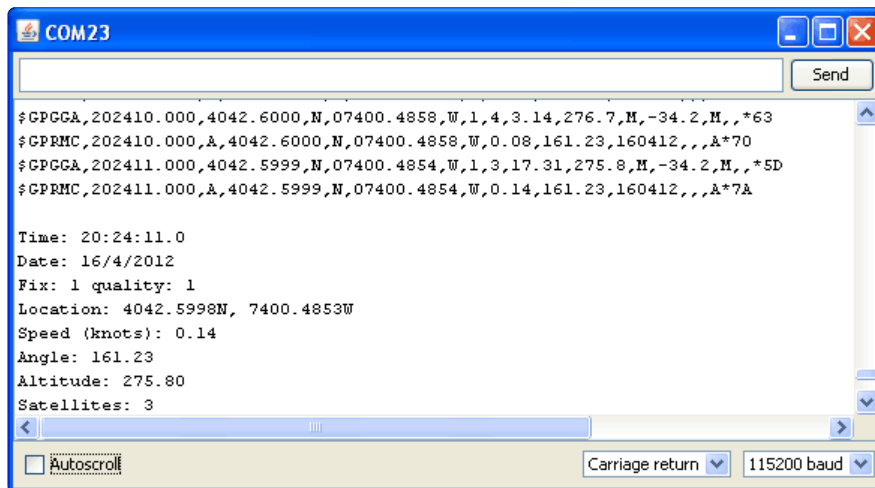 COM23
Send
$GPGGA,202410.000,4042.6000,N,07400.4858,W,1,4,3.14,276.7,M,-34.2,M,,*63
$GPRMC,202410.000,A,4042.6000,N,07400.4858,W,0.08,161.23,160412,,,A*70
$GPGGA,202411.000,4042.5999,N,07400.4854,W,1,3,17.31,275.8,M,-34.2,M,,*5D
$GPRMC,202411.000,A,4042.5999,N,07400.4854,W,0.14,161.23,160412,,,A*7A
Time: 20:24:11.0
Date: 16/4/2012
Fix: 1 quality: 1
Location: 4042.5998N, 7400.4853W
Speed (knots): 0.14
Angle: 161.23
Altitude: 275.80
Satellites: 3
Autoscroll Carriage return 115200 baud